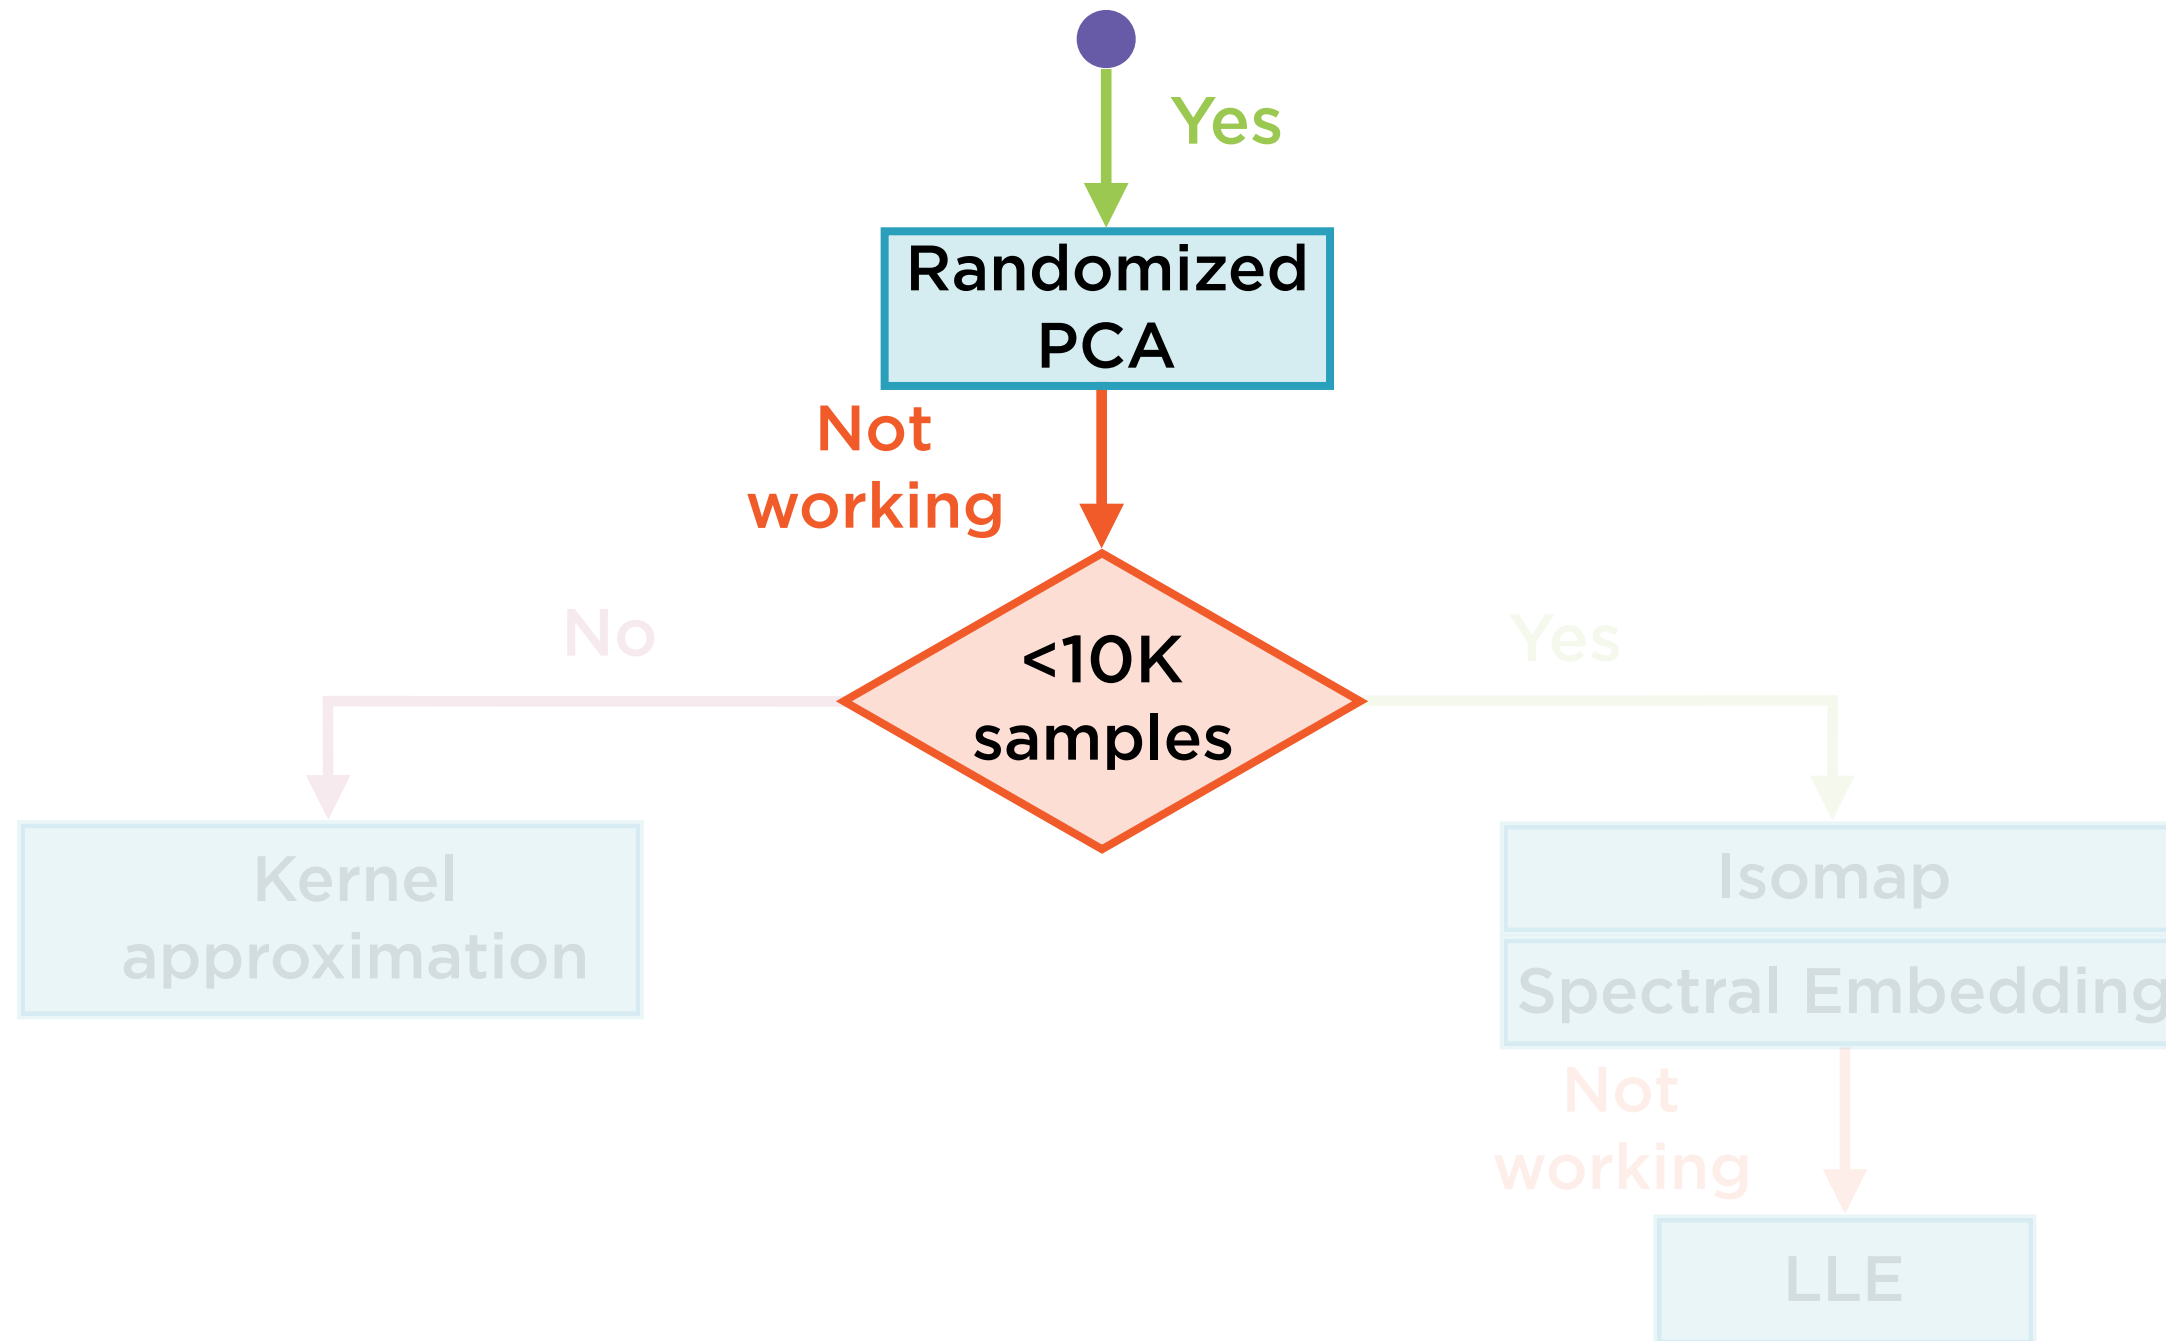 Yes
Randomized
PCA
Not
working
No
Yes
<10K
samples
Kernel
approximation
Isomap
Spectral Embedding
Not
working
LLE